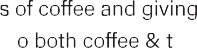 s of coffee and giving
o both coffee & t